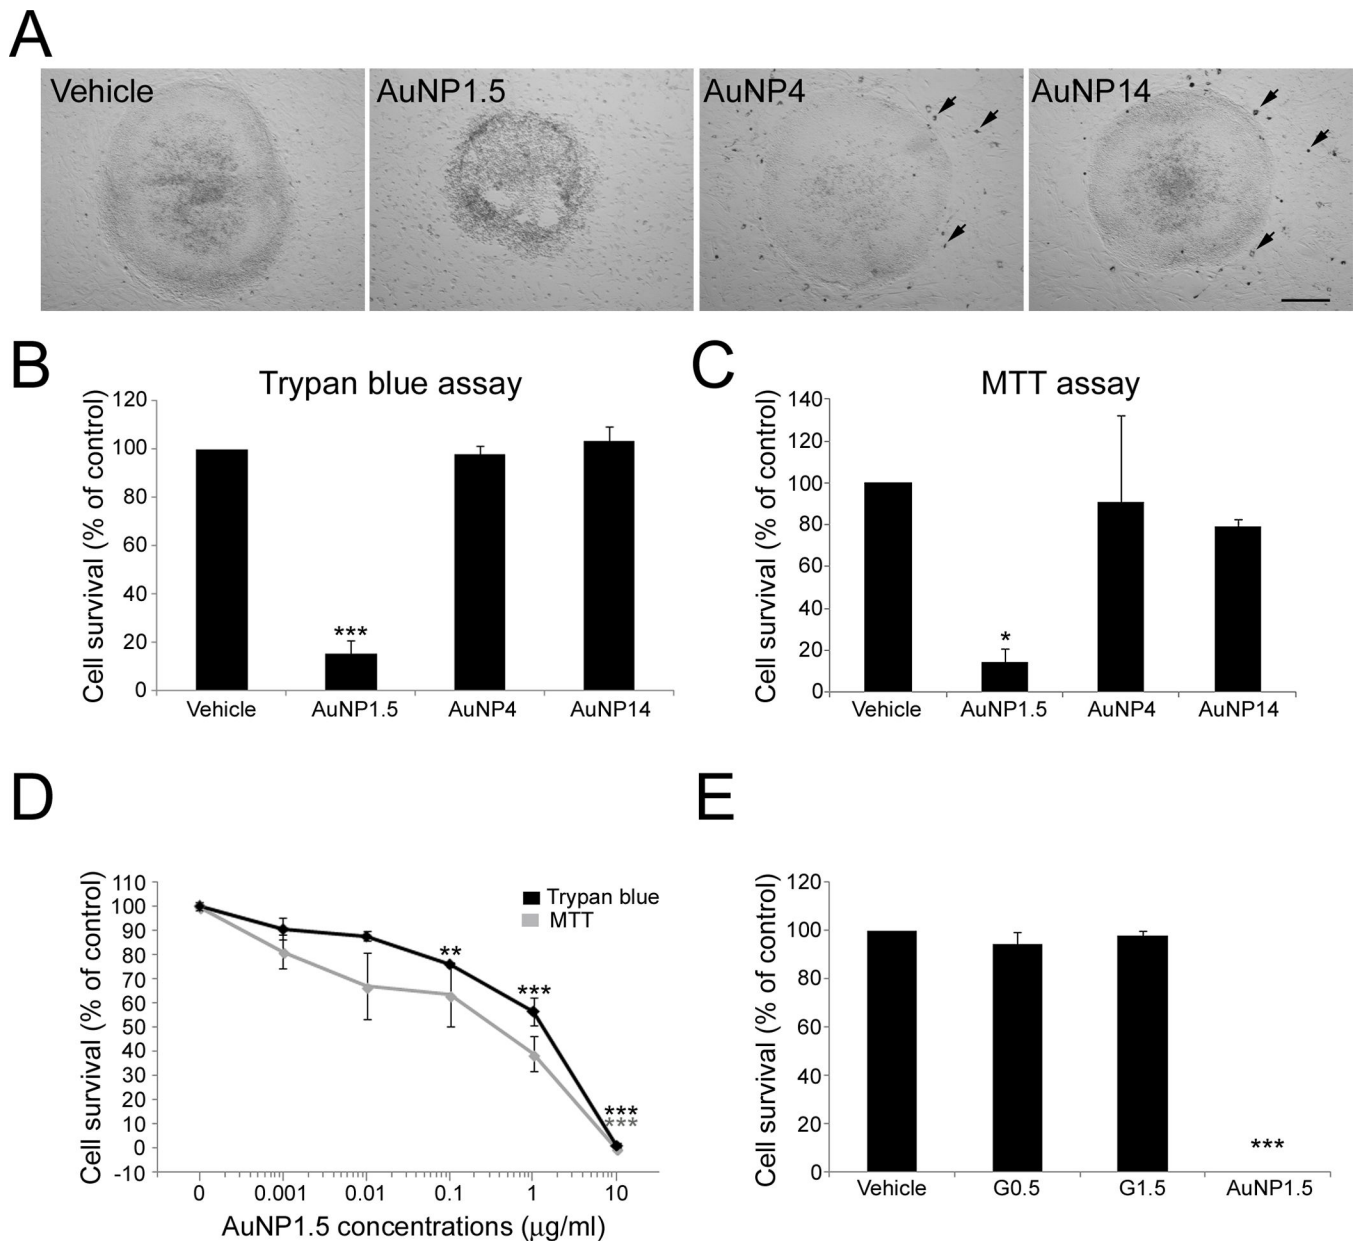 A
Vehicle
AuNP1.5
AuNP4
AuNP14
B
Trypan blue assay
Cell survival (% of control)
120
100
80
60
40
20
0
***
Vehicle
AuNP1.5
AuNP4
AuNP14
C
MTT assay
Cell survival (% of control)
140
120
100
80
60
40
20
0
*
Vehicle
AuNP1.5
AuNP4
AuNP14
D
Cell survival (% of control)
110
100
90
80
70
60
50
40
30
20
10
0
-10
Trypan blue
MTT
**
***
***
***
0
0.001
0.01
0.1
1
10
AuNP1.5 concentrations (µg/ml)
E
Cell survival (% of control)
120
100
80
60
40
20
0
***
Vehicle
G0.5
G1.5
AuNP1.5